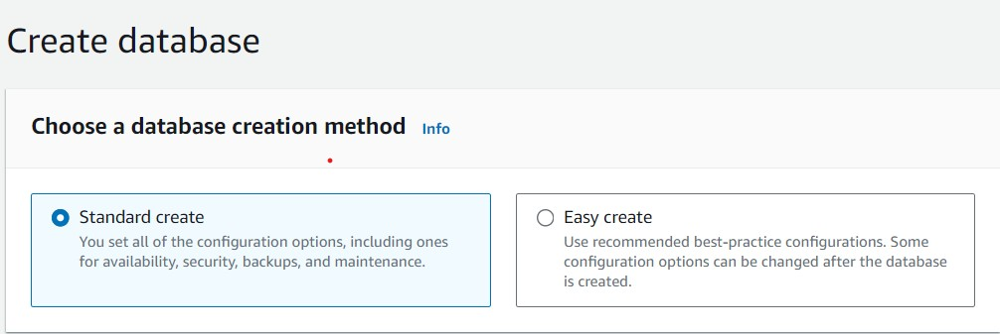 Create database
Choose a database creation method Info
Standard create
You set all of the configuration options, including ones
for availability, security, backups, and maintenance.
Easy create
Use recommended best-practice configurations. Some
configuration options can be changed after the database
is created.